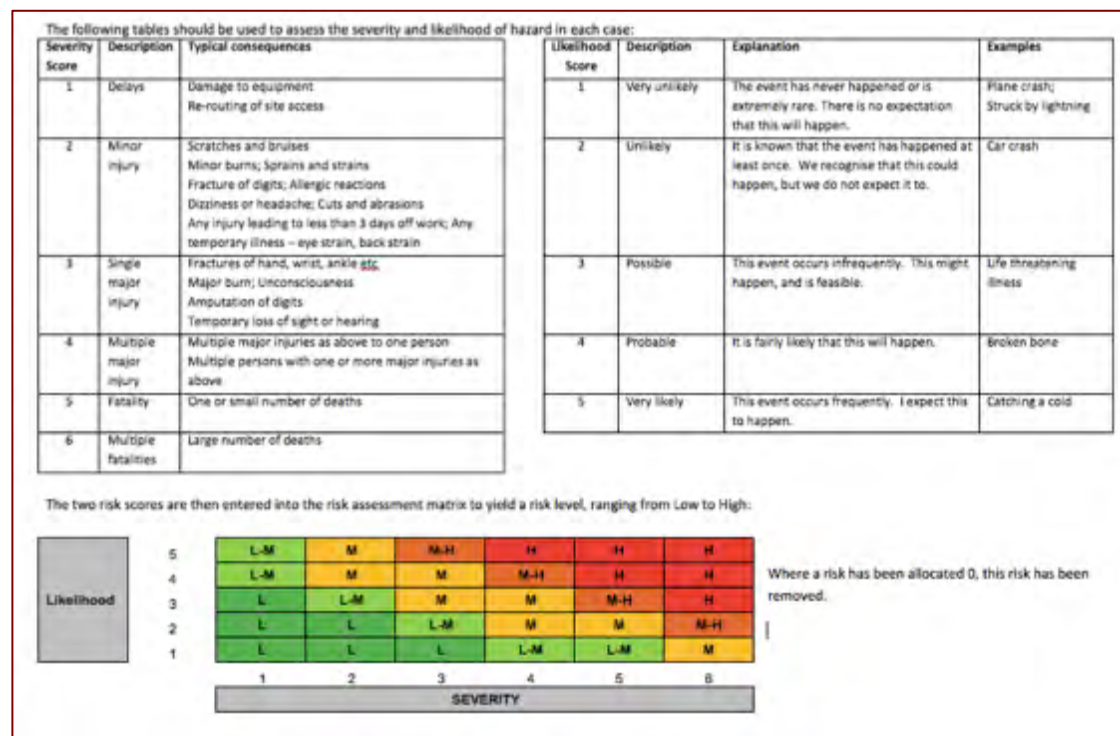 The following tables should be used to assess the severity and likelihood of hazard in each case:
Severity Score Description Typical consequences
1 Delays Damage to equipment
Re-routing of site access
2 Minor injury Scratches and bruises
Minor burns; Sprains and strains
Fracture of digits; Allergic reactions
Dizziness or headache; Cuts and abrasions
Any injury leading to less than 3 days off work; Any
temporary illness – eye strain, back strain
3 Single major injury Fractures of hand, wrist, ankle etc
Major burn; Unconsciousness
Amputation of digits
Temporary loss of sight or hearing
4 Multiple major injury Multiple major injuries as above to one person
Multiple persons with one or more major injuries as
above
5 Fatality One or small number of deaths
6 Multiple fatalities Large number of deaths
Likelihood Score Description Explanation Examples
1 Very unlikely The event has never happened or is Plane crash;
extremely rare. There is no expectation Struck by lightning
that this will happen.
2 Unlikely It is known that the event has happened at Car crash
least once. We recognise that this could
happen, but we do not expect it to.
3 Possible This event occurs infrequently. This might Life threatening
happen, and is feasible. illness
4 Probable It is fairly likely that this will happen. Broken bone
5 Very likely This event occurs frequently. I expect this Catching a cold
to happen.
The two risk scores are then entered into the risk assessment matrix to yield a risk level, ranging from Low to High:
Likelihood
5 L-M M M-H H H H
4 L-M M M M-H H H
3 L L-M M M M-H H
2 L L L-M M M M-H
1 L L L L-M L-M M
1 2 3 4 5 6
SEVERITY
Where a risk has been allocated 0, this risk has been
removed.